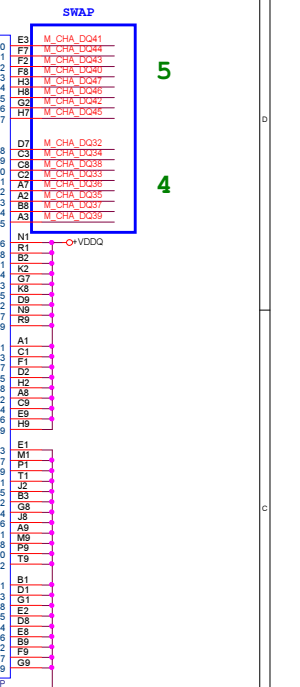 SWAP
E3 M_CHA_DQ41
F7 M_CHA_DQ44
F2 M_CHA_DQ43
F8 M_CHA_DQ40
H3 M_CHA_DQ47
H8 M_CHA_DQ46
G2 M_CHA_DQ42
H7 M_CHA_DQ45
5
D7 M_CHA_DQ32
C3 M_CHA_DQ34
C8 M_CHA_DQ38
C2 M_CHA_DQ33
A7 M_CHA_DQ36
A2 M_CHA_DQ35
B8 M_CHA_DQ37
A3 M_CHA_DQ39
4
D
N1 +VDDQ
R1
B2
K2
G7
K8
D9
N9
R9
A1
C1
F1
D2
H2
A8
C9
E9
H9
E1
M1
P1
T1
J2
B3
G8
J8
A9
M9
P9
T9
C
B1
D1
G1
E2
D8
E8
B9
F9
G9